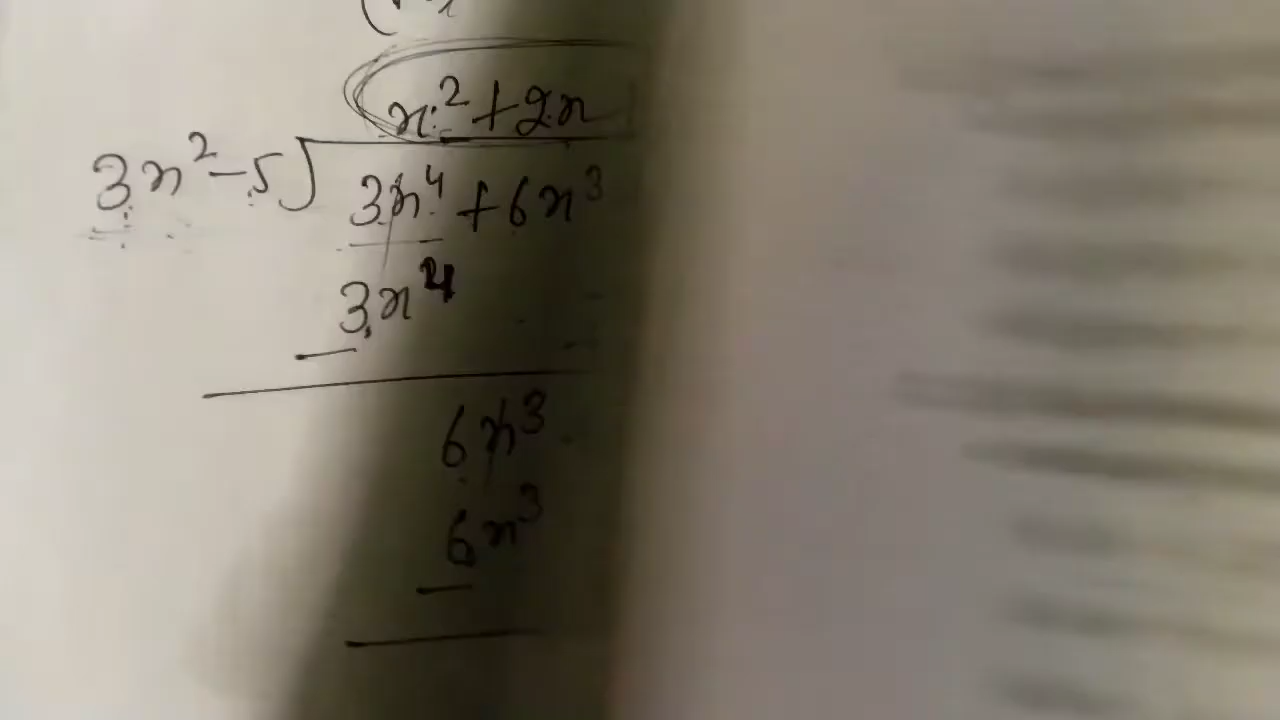 x² + 2x
3x² - 5 ) 3x⁴ + 6x³
3x⁴
−
6x³
6x³
−